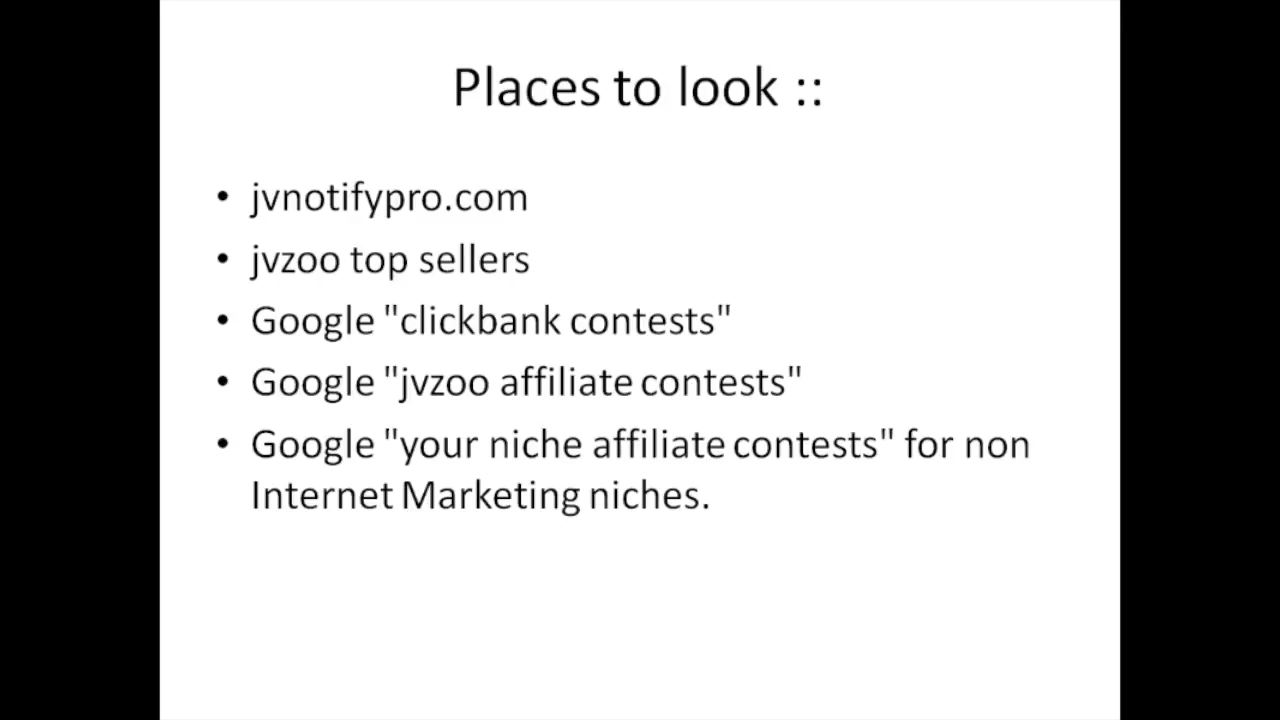 Places to look ::
• jvnotifypro.com
• jvzoo top sellers
• Google "clickbank contests"
• Google "jvzoo affiliate contests"
• Google "your niche affiliate contests" for non
Internet Marketing niches.